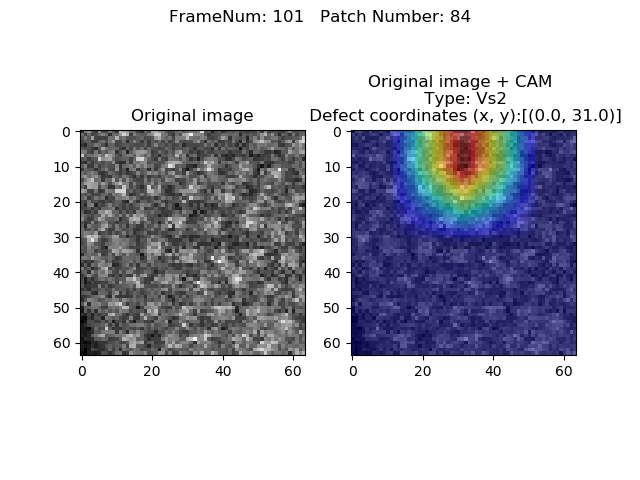 FrameNum: 101   Patch Number: 84
Original image
Original image + CAM
Type: Vs2
Defect coordinates (x, y):[(0.0, 31.0)]
0
10
20
30
40
50
60
0 20 40 60
0
10
20
30
40
50
60
0 20 40 60